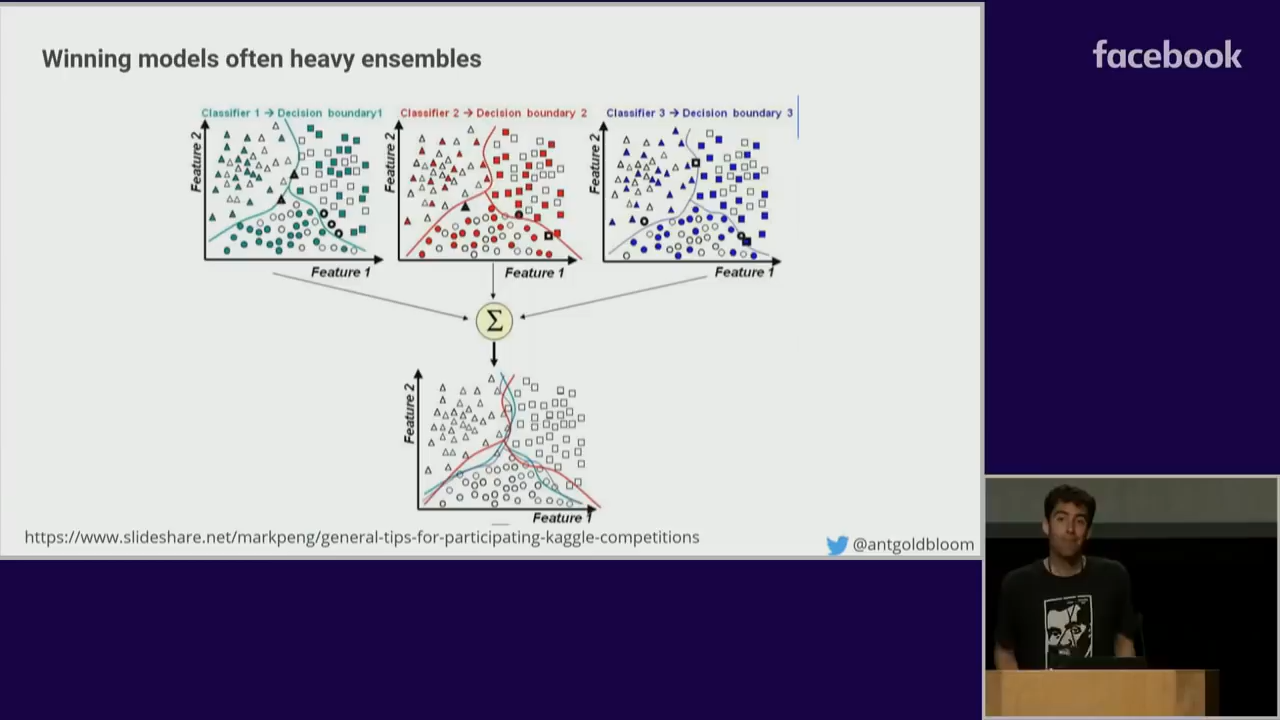 Winning models often heavy ensembles
facebook
Classifier 1 → Decision boundary1
Classifier 2 → Decision boundary 2
Classifier 3 → Decision boundary 3
Feature 2
Feature 2
Feature 2
Feature 1
Feature 1
Feature 1
Σ
Feature 2
Feature 1
https://www.slideshare.net/markpeng/general-tips-for-participating-kaggle-competitions
@antgoldbloom